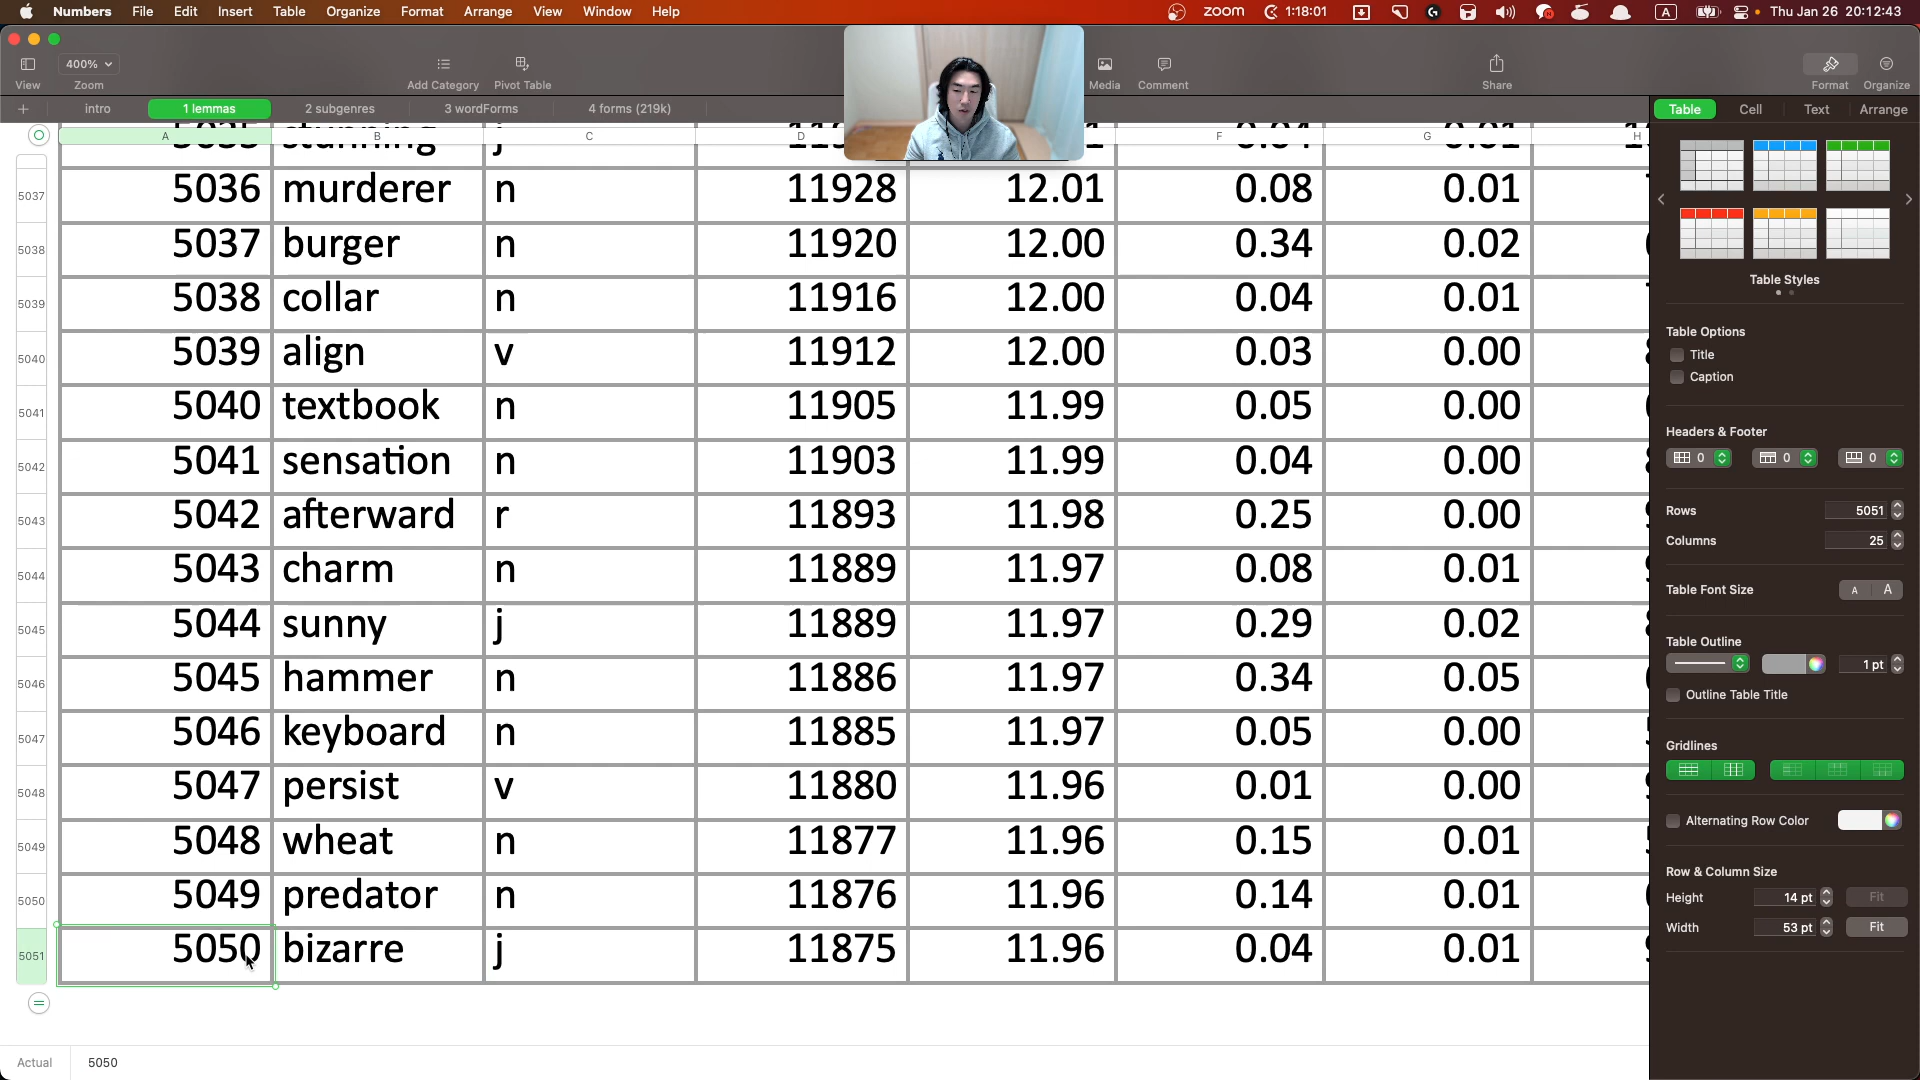 Numbers File Edit Insert Table Organize Format Arrange View Window Help zoom 1:18:01 A Thu Jan 26 20:12:43
400%
View Zoom Add Category Pivot Table Media Comment Share Format Organize
intro 1 lemmas 2 subgenres 3 wordForms 4 forms (219k)
Table Cell Text Arrange
A B C D F G H
5037 5036 murderer n 11928 12.01 0.08 0.01
5038 5037 burger n 11920 12.00 0.34 0.02
5039 5038 collar n 11916 12.00 0.04 0.01
5040 5039 align v 11912 12.00 0.03 0.00
5041 5040 textbook n 11905 11.99 0.05 0.00
5042 5041 sensation n 11903 11.99 0.04 0.00
5043 5042 afterward r 11893 11.98 0.25 0.00
5044 5043 charm n 11889 11.97 0.08 0.01
5045 5044 sunny j 11889 11.97 0.29 0.02
5046 5045 hammer n 11886 11.97 0.34 0.05
5047 5046 keyboard n 11885 11.97 0.05 0.00
5048 5047 persist v 11880 11.96 0.01 0.00
5049 5048 wheat n 11877 11.96 0.15 0.01
5050 5049 predator n 11876 11.96 0.14 0.01
5051 5050 bizarre j 11875 11.96 0.04 0.01
Actual 5050
Table Styles
Table Options
Title
Caption
Headers & Footer
0 0 0
Rows 5051
Columns 25
Table Font Size A A
Table Outline
1 pt
Outline Table Title
Gridlines
Alternating Row Color
Row & Column Size
Height 14 pt Fit
Width 53 pt Fit